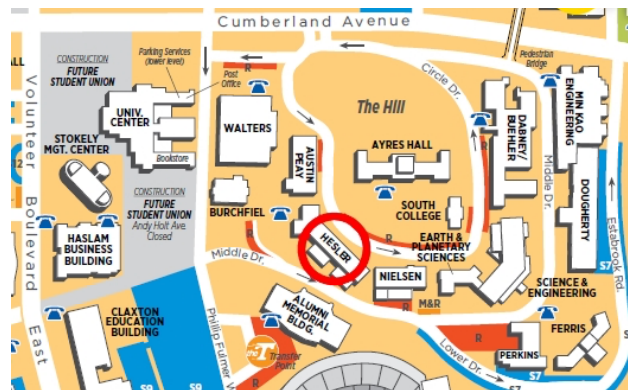 Cumberland Avenue
CONSTRUCTION
FUTURE
STUDENT UNION
Parking Services
(lower level)
Post
Office
R
Pedestrian
Bridge
Volunteer Boulevard
East
UNIV.
CENTER
Bookstore
STOKELY
MGT. CENTER
WALTERS
The Hill
Circle Dr.
DABNEY/
BUEHLER
MIN KAO
ENGINEERING
AUSTIN
PEAY
AYRES HALL
R
CONSTRUCTION
FUTURE
STUDENT UNION
Andy Holt Ave.
Closed
BURCHFIEL
SOUTH
COLLEGE
Middle Dr.
DOUGHERTY
Estabrook Rd.
HASLAM
BUSINESS
BUILDING
R
HESLER
R
EARTH &
PLANETARY
SCIENCES
Middle Dr.
NIELSEN
S7
SCIENCE &
ENGINEERING
CLAXTON
EDUCATION
BUILDING
Phillip Fulmer W
ALUMNI
MEMORIAL
BLDG.
R
M&R
FERRIS
the T
Transfer
Point
R
R
Lower Dr.
PERKINS
S7
S9
S9